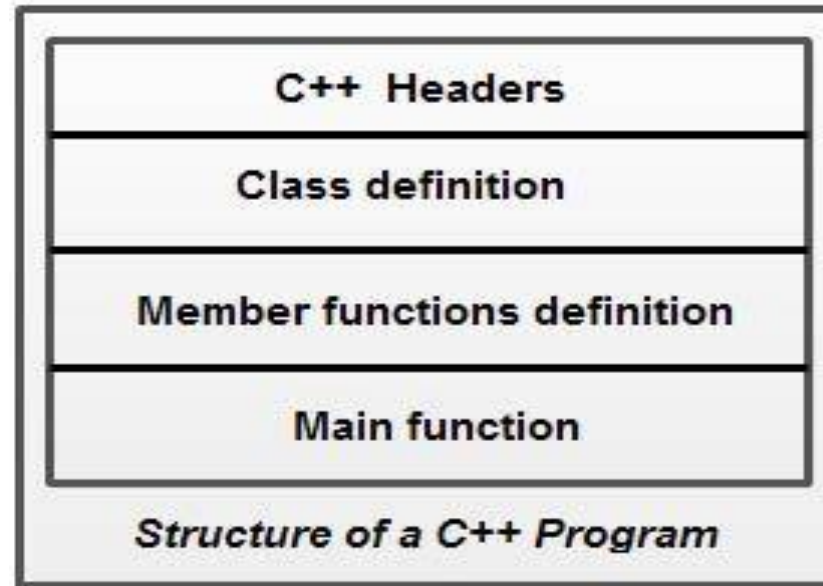 C++ Headers
Class definition
Member functions definition
Main function
Structure of a C++ Program